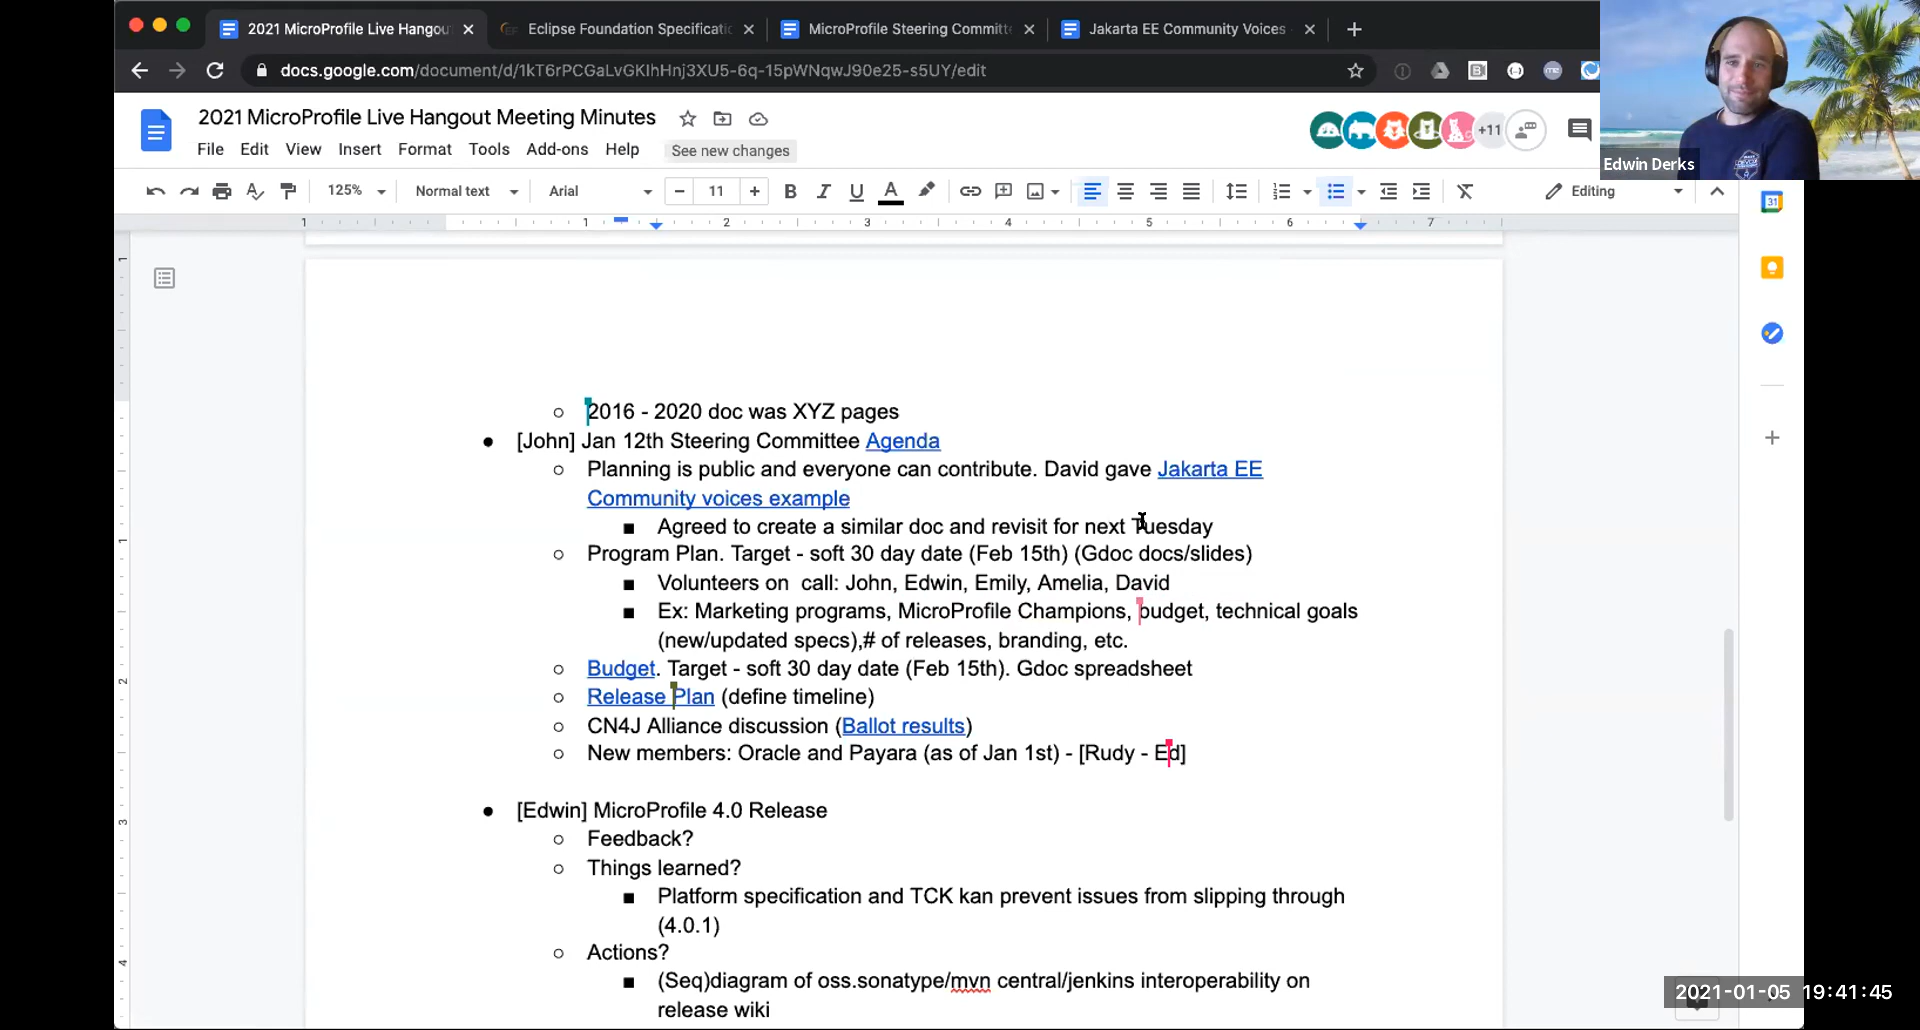 2021 MicroProfile Live Hangou
Eclipse Foundation Specificatio
MicroProfile Steering Committe
Jakarta EE Community Voices
docs.google.com/document/d/1kT6rPCGaLvGKIhHnj3XU5-6q-15pWNqwJ90e25-s5UY/edit
2021 MicroProfile Live Hangout Meeting Minutes
+11
Edwin Derks
File Edit View Insert Format Tools Add-ons Help See new changes
125% Normal text Arial 11 B I U A Editing
31
1 1 2 3 4 5 6 7
2016 - 2020 doc was XYZ pages
[John] Jan 12th Steering Committee Agenda
Planning is public and everyone can contribute. David gave Jakarta EE
Community voices example
Agreed to create a similar doc and revisit for next Tuesday
Program Plan. Target - soft 30 day date (Feb 15th) (Gdoc docs/slides)
Volunteers on  call: John, Edwin, Emily, Amelia, David
Ex: Marketing programs, MicroProfile Champions, budget, technical goals
(new/updated specs),# of releases, branding, etc.
Budget. Target - soft 30 day date (Feb 15th). Gdoc spreadsheet
Release Plan (define timeline)
CN4J Alliance discussion (Ballot results)
New members: Oracle and Payara (as of Jan 1st) - [Rudy - Ed]
[Edwin] MicroProfile 4.0 Release
Feedback?
Things learned?
Platform specification and TCK kan prevent issues from slipping through
(4.0.1)
Actions?
(Seq)diagram of oss.sonatype/mvn central/jenkins interoperability on
release wiki
2021-01-05 19:41:45